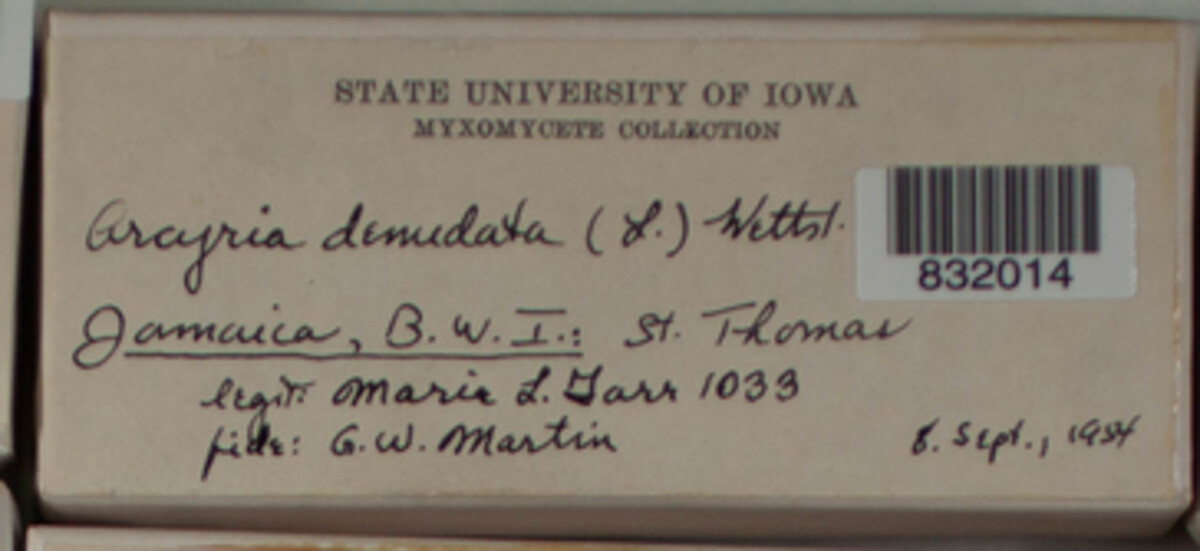 STATE UNIVERSITY OF IOWA
MYXOMYCETE COLLECTION
Arcyria denudata (L.) Wettst.
832014
Jamaica, B.W.I.: St. Thomas
legit: Marie L. Farr 1033
fide: G.W. Martin
8. Sept., 1954